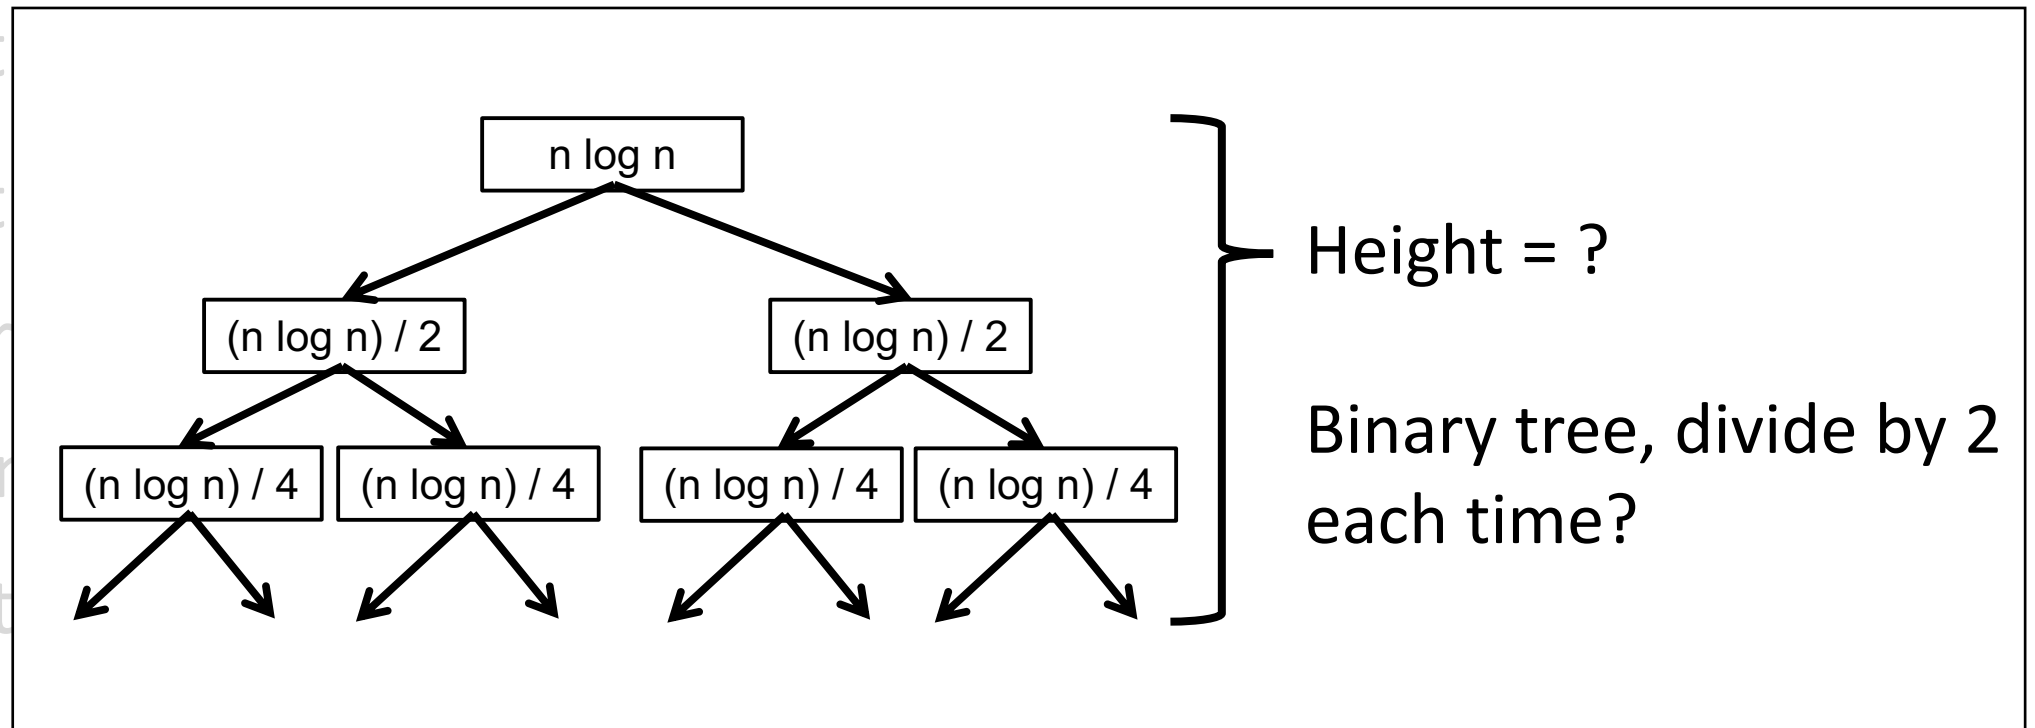 n log n
Height = ?
(n log n) / 2
(n log n) / 2
Binary tree, divide by 2
each time?
(n log n) / 4
(n log n) / 4
(n log n) / 4
(n log n) / 4